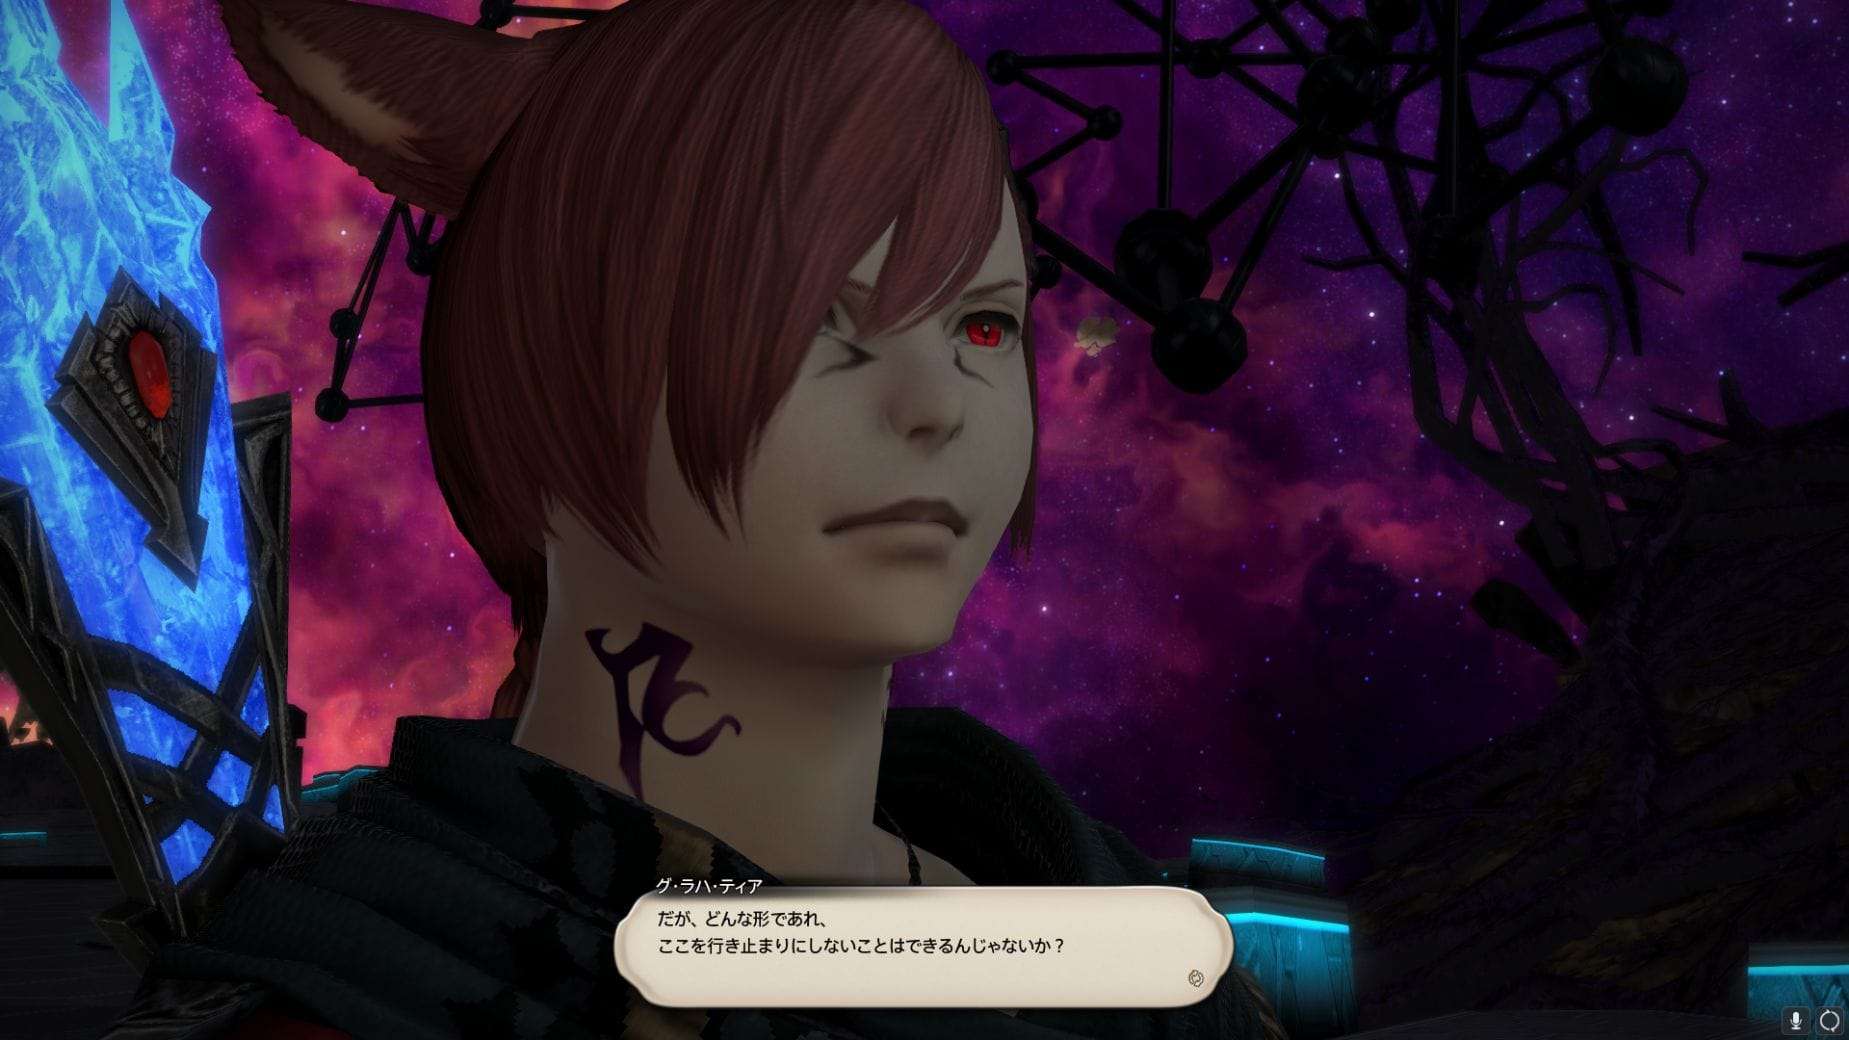 グ・ラハ・ティア
だが、どんな形であれ、
ここを行き止まりにしないことはできるんじゃないか？